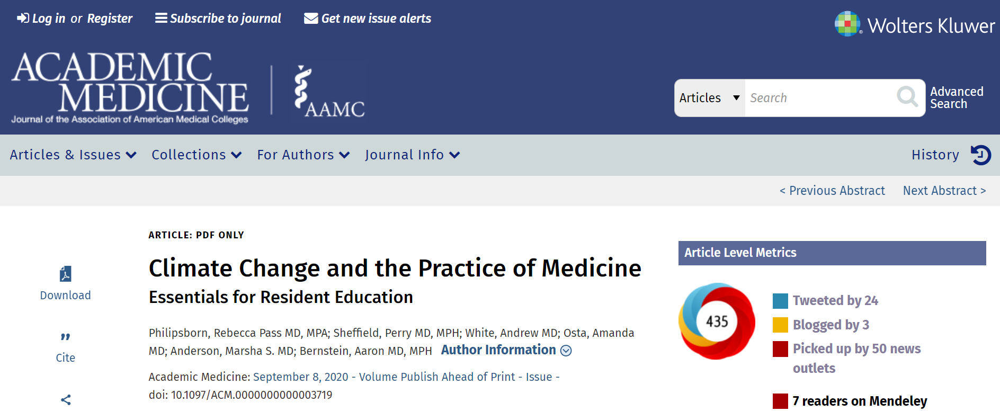 Log in or Register Subscribe to journal Get new issue alerts
Wolters Kluwer
ACADEMIC
MEDICINE
Journal of the Association of American Medical Colleges
AAMC
Articles Search
Advanced
Search
Articles & Issues Collections For Authors Journal Info History
< Previous Abstract Next Abstract >
ARTICLE: PDF ONLY
Climate Change and the Practice of Medicine
Essentials for Resident Education
Philipsborn, Rebecca Pass MD, MPA; Sheffield, Perry MD, MPH; White, Andrew MD; Osta, Amanda
MD; Anderson, Marsha S. MD; Bernstein, Aaron MD, MPH Author Information
Academic Medicine: September 8, 2020 - Volume Publish Ahead of Print - Issue -
doi: 10.1097/ACM.0000000000003719
Download
Cite
Article Level Metrics
435
Tweeted by 24
Blogged by 3
Picked up by 50 news
outlets
7 readers on Mendeley